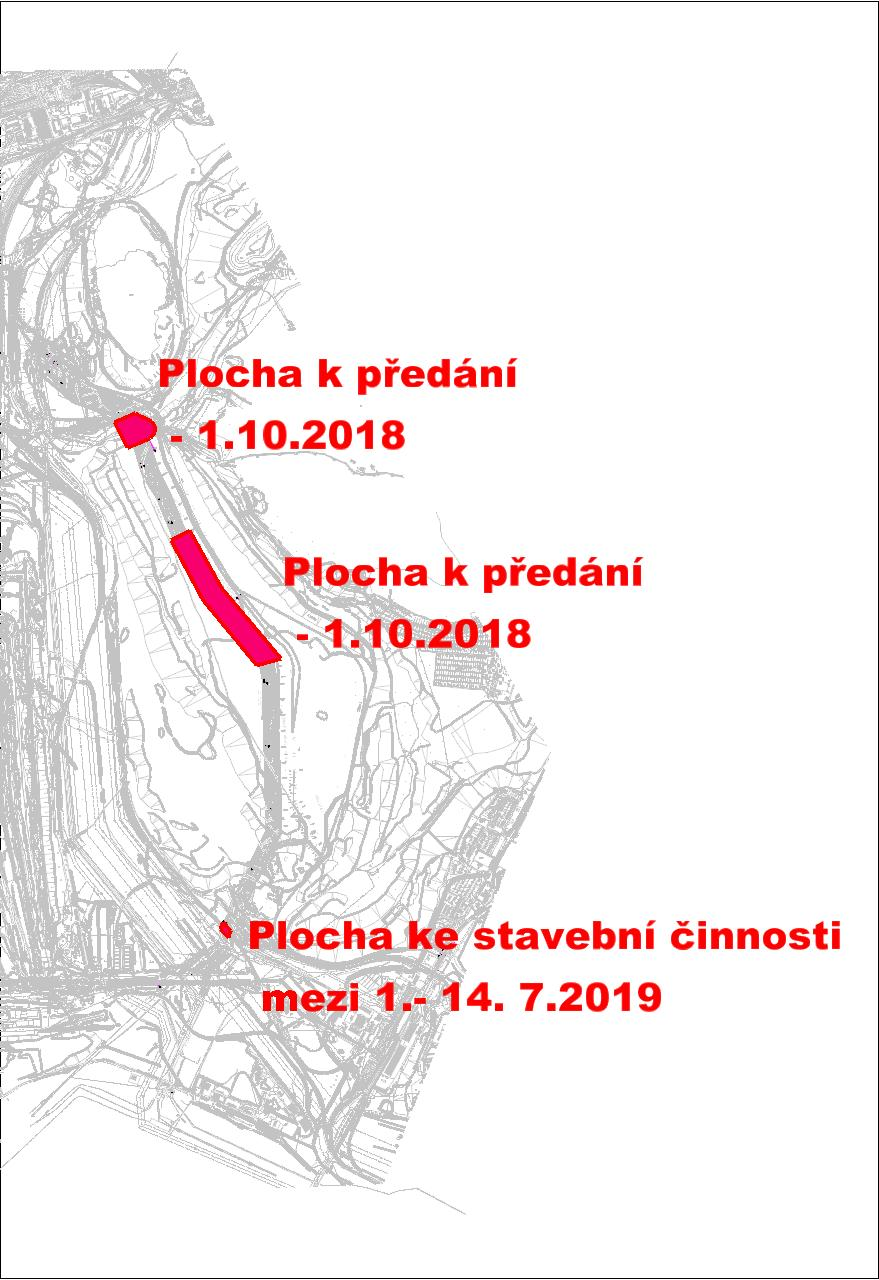 Plocha k předání
- 1.10.2018
Plocha k předání
- 1.10.2018
Plocha ke stavební činnosti
mezi 1.- 14. 7.2019